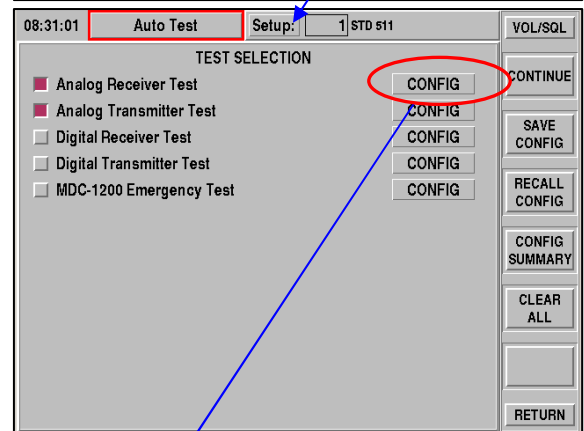 08:31:01 Auto Test Setup: 1 STD 511 VOL/SQL
TEST SELECTION
Analog Receiver Test CONFIG
Analog Transmitter Test CONFIG
Digital Receiver Test CONFIG
Digital Transmitter Test CONFIG
MDC-1200 Emergency Test CONFIG
CONTINUE
SAVE
CONFIG
RECALL
CONFIG
CONFIG
SUMMARY
CLEAR
ALL
RETURN